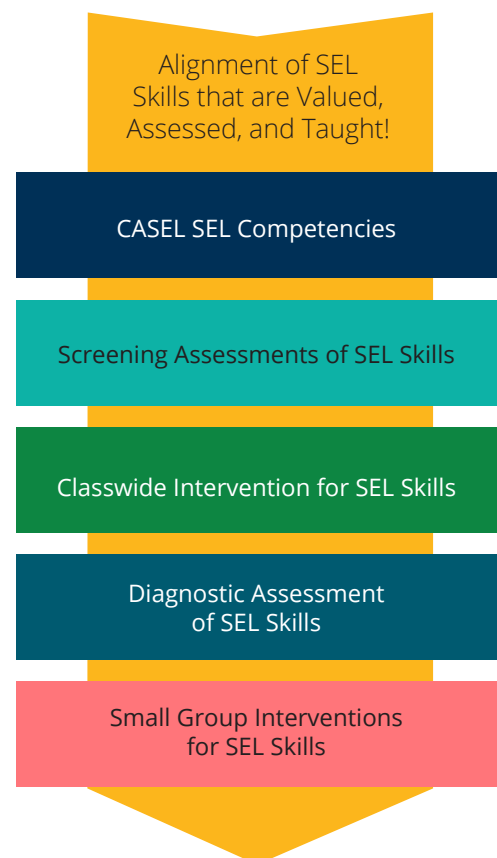 Alignment of SEL
Skills that are Valued,
Assessed, and Taught!
CASEL SEL Competencies
Screening Assessments of SEL Skills
Classwide Intervention for SEL Skills
Diagnostic Assessment
of SEL Skills
Small Group Interventions
for SEL Skills